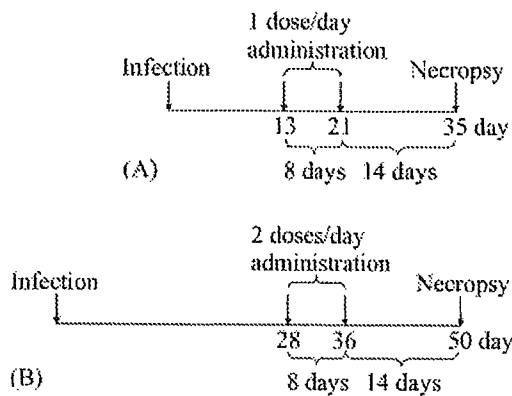 1 dose/day
administration
Infection
Necropsy
13
21
35 day
8 days
14 days
(A)
2 doses/day
administration
Infection
Necropsy
28
36
50 day
8 days
14 days
(B)